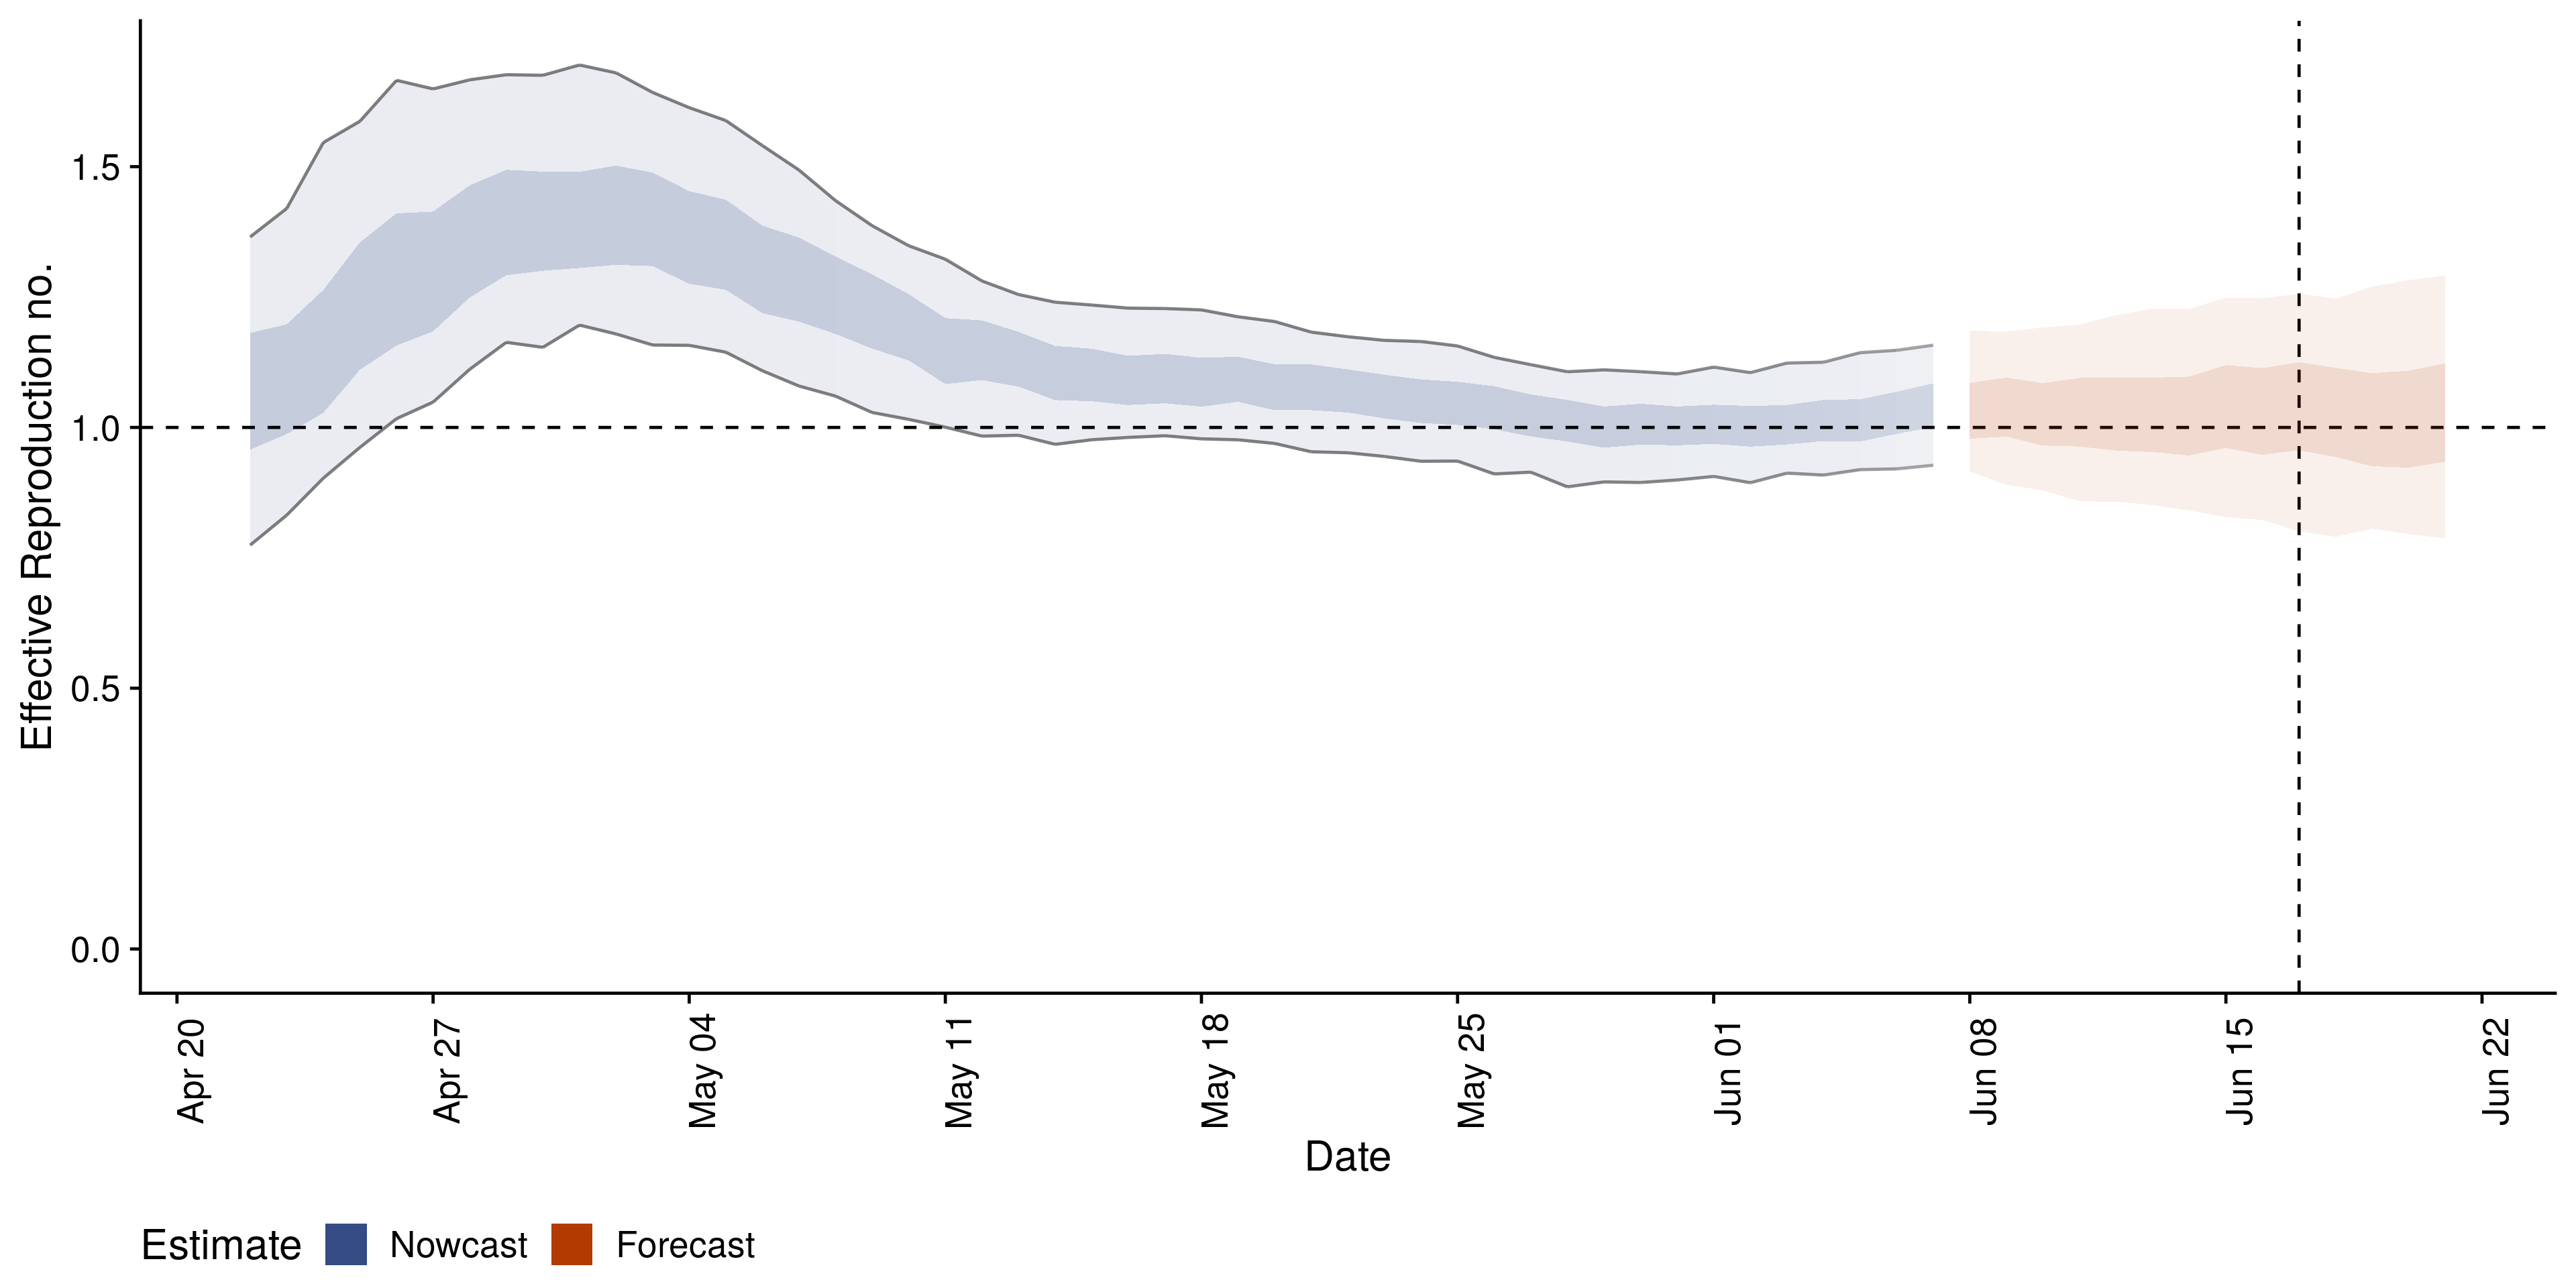 Effective Reproduction no.
1.5
1.0
0.5
0.0
Apr 20
Apr 27
May 04
May 11
May 18
May 25
Jun 01
Jun 08
Jun 15
Jun 22
Date
Estimate Nowcast Forecast